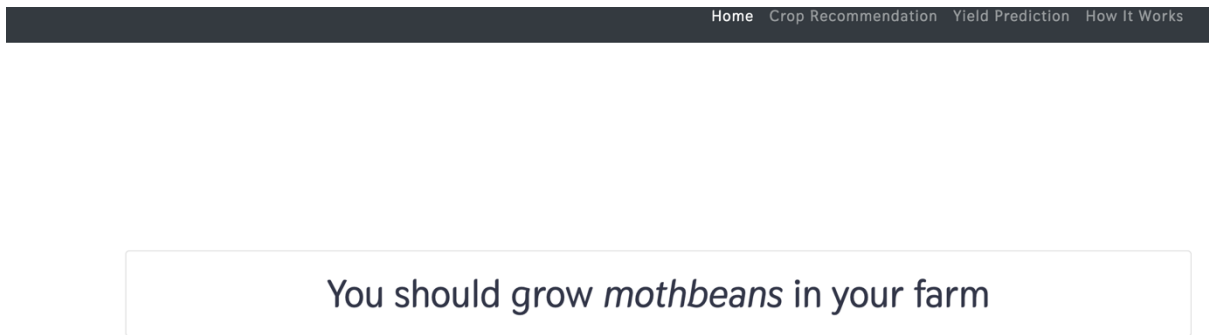 Home Crop Recommendation Yield Prediction How It Works
You should grow mothbeans in your farm